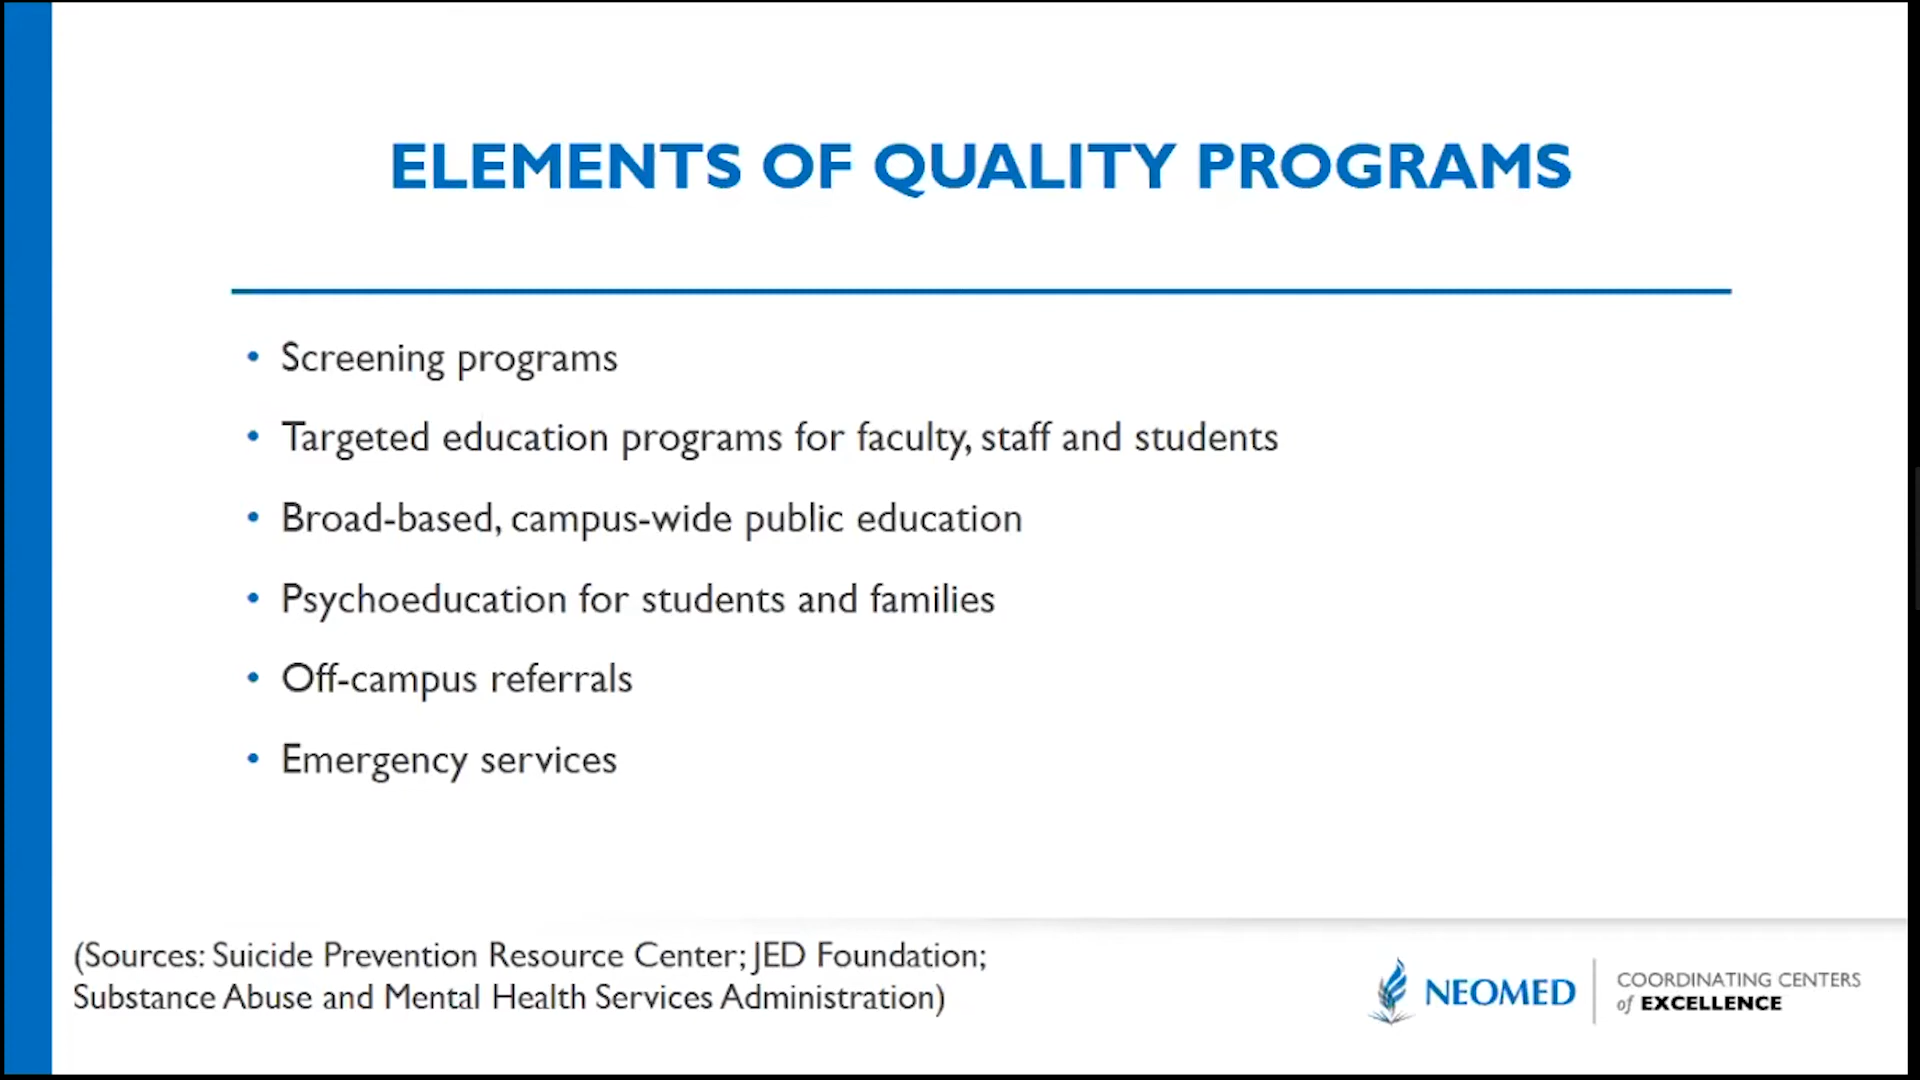 ELEMENTS OF QUALITY PROGRAMS
• Screening programs
• Targeted education programs for faculty, staff and students
• Broad-based, campus-wide public education
• Psychoeducation for students and families
• Off-campus referrals
• Emergency services
(Sources: Suicide Prevention Resource Center; JED Foundation;
Substance Abuse and Mental Health Services Administration)
NEOMED
COORDINATING CENTERS
of EXCELLENCE